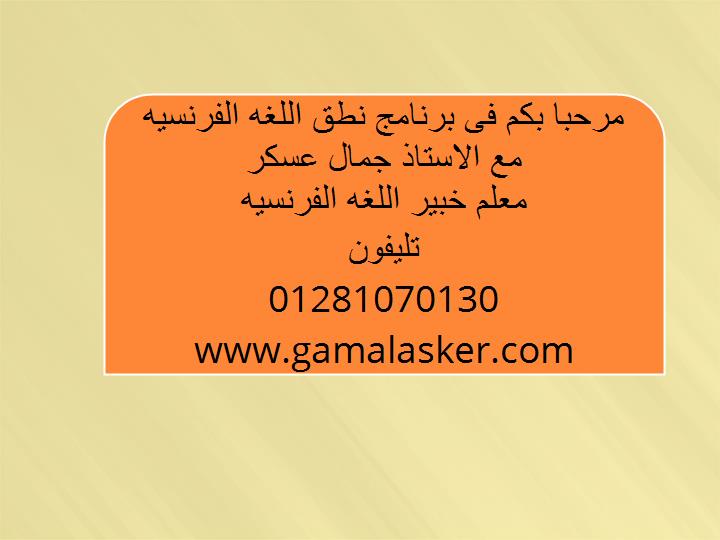 مرحبا بكم فى برنامج نطق اللغه الفرنسيه
مع الاستاذ جمال عسكر
معلم خبير اللغه الفرنسيه
تليفون
01281070130
www.gamalasker.com